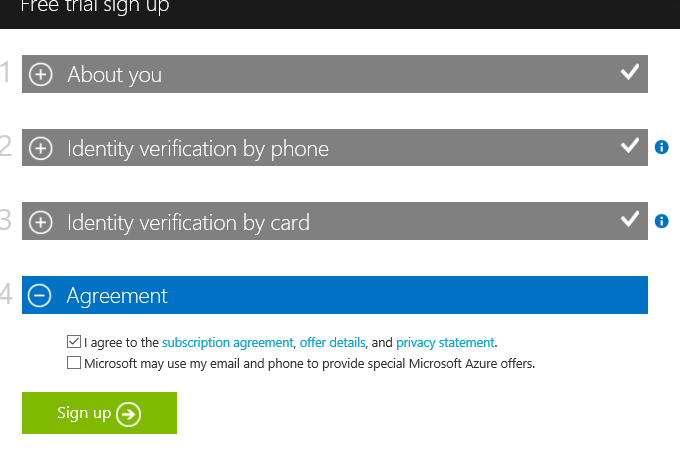 Free trial sign up
1 About you
2 Identity verification by phone
3 Identity verification by card
4 Agreement
I agree to the subscription agreement, offer details, and privacy statement.
Microsoft may use my email and phone to provide special Microsoft Azure offers.
Sign up